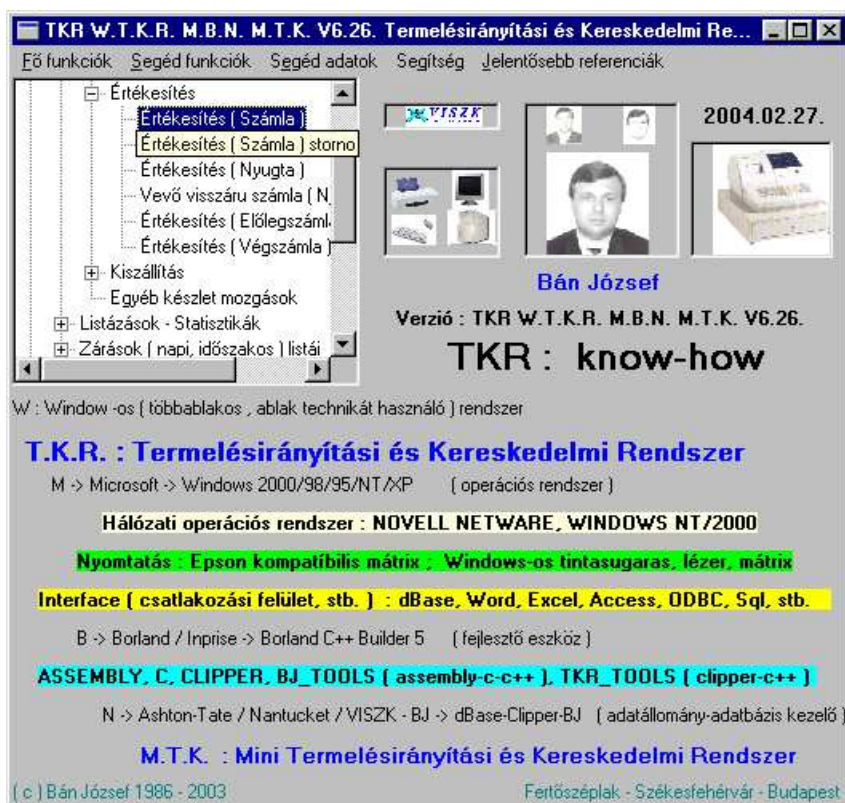 TKR W.T.K.R. M.B.N. M.T.K. V6.26. Termelésirányítási és Kereskedelmi Re...
Fő funkciók Segéd funkciók Segéd adatok Segítség Jelentősebb referenciák
Értékesítés
Értékesítés ( Számla )
Értékesítés ( Számla ) storno
Értékesítés ( Nyugta )
Vevő visszáru számla ( N
Értékesítés ( Előlegszáml
Értékesítés ( Végszámla )
Kiszállítás
Egyéb készlet mozgások
Listázások - Statisztikák
Zárások ( napi, időszakos ) listái
VISZK
2004.02.27.
Bán József
Verzió : TKR W.T.K.R. M.B.N. M.T.K. V6.26.
TKR : know-how
W : Window -os ( többablakos , ablak technikát használó ) rendszer
T.K.R. : Termelésirányítási és Kereskedelmi Rendszer
M -> Microsoft -> Windows 2000/98/95/NT/XP ( operációs rendszer )
Hálózati operációs rendszer : NOVELL NETWARE, WINDOWS NT/2000
Nyomtatás : Epson kompatíbilis mátrix ; Windows-os tintasugaras, lézer, mátrix
Interface ( csatlakozási felület, stb. ) : dBase, Word, Excel, Access, ODBC, Sql, stb.
B -> Borland / Inprise -> Borland C++ Builder 5 ( fejlesztő eszköz )
ASSEMBLY, C, CLIPPER, BJ_TOOLS ( assembly-c-c++ ), TKR_TOOLS ( clipper-c++ )
N -> Ashton-Tate / Nantucket / VISZK - BJ -> dBase-Clipper-BJ ( adatállomány-adatbázis kezelő )
M.T.K. : Mini Termelésirányítási és Kereskedelmi Rendszer
( c ) Bán József 1986 - 2003 Fertőszéplak - Székesfehérvár - Budapest